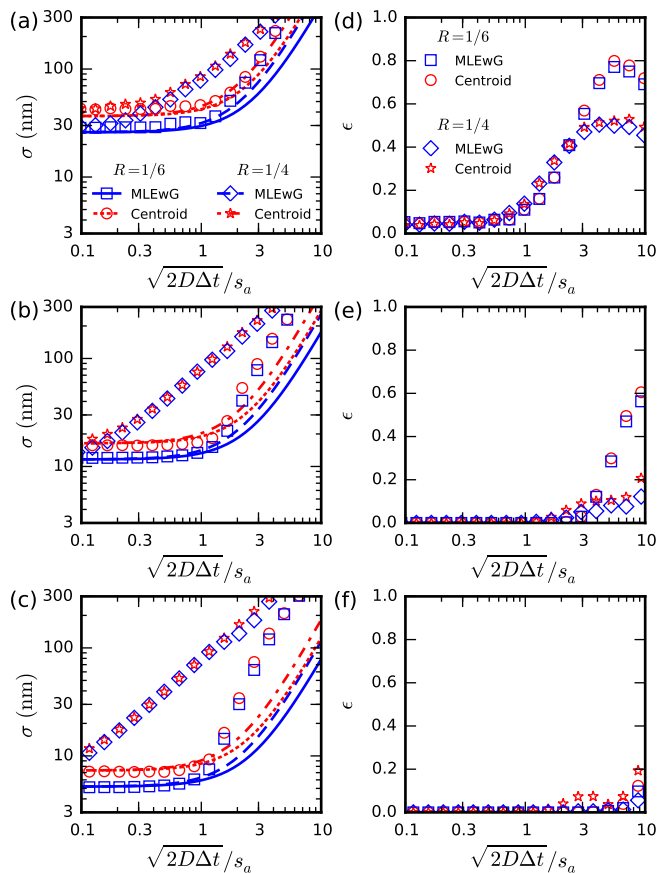 (a)
300
100
30
10
3
σ (nm)
R=1/6 R=1/4
MLEwG MLEwG
Centroid Centroid
0.1 0.3 1 3 10
√2DΔt/s_a
(d)
1.0
0.8
0.6
0.4
0.2
0.0
ϵ
R=1/6
MLEwG
Centroid
R=1/4
MLEwG
Centroid
0.1 0.3 1 3 10
√2DΔt/s_a
(b)
300
100
30
10
3
σ (nm)
0.1 0.3 1 3 10
√2DΔt/s_a
(e)
1.0
0.8
0.6
0.4
0.2
0.0
ϵ
0.1 0.3 1 3 10
√2DΔt/s_a
(c)
300
100
30
10
3
σ (nm)
0.1 0.3 1 3 10
√2DΔt/s_a
(f)
1.0
0.8
0.6
0.4
0.2
0.0
ϵ
0.1 0.3 1 3 10
√2DΔt/s_a